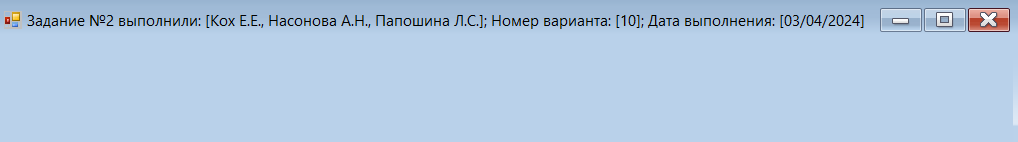 Задание №2 выполнили: [Кох Е.Е., Насонова А.Н., Папошина Л.С.]; Номер варианта: [10]; Дата выполнения: [03/04/2024]